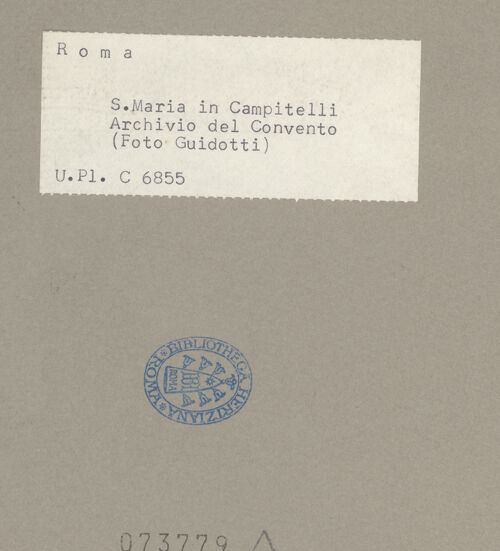 R o m a
S.Maria in Campitelli
Archivio del Convento
(Foto Guidotti)
U.Pl. C 6855
BIBLIOTHECA HERTZIANA ROMA
ROMA
073779